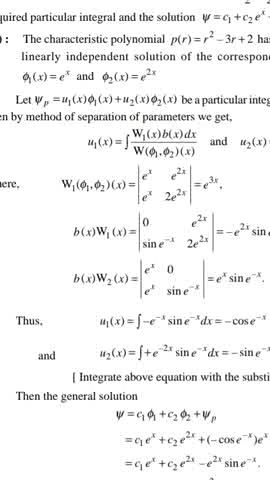 quired particular integral and the solution ψ = c₁ + c₂ eˣ +
) : The characteristic polynomial p(r) = r² – 3r + 2 has
linearly independent solution of the correspond
ϕ₁(x) = eˣ and ϕ₂(x) = e²ˣ
Let ψₚ = u₁(x)ϕ₁(x) + u₂(x)ϕ₂(x) be a particular integ
en by method of separation of parameters we get,
u₁(x) = ∫ W₁(x)b(x)dx / W(ϕ₁,ϕ₂)(x) and u₂(x) =
ere, W₁(ϕ₁,ϕ₂)(x) = |eˣ e²ˣ; eˣ 2e²ˣ| = e³ˣ,
b(x)W₁(x) = |0 e²ˣ; sin e⁻ˣ 2e²ˣ| = –e²ˣ sin e
b(x)W₂(x) = |eˣ 0; eˣ sin e⁻ˣ| = eˣ sin e⁻ˣ.
Thus, u₁(x) = ∫ –e⁻ˣ sin e⁻ˣ dx = – cos e⁻ˣ
and u₂(x) = ∫ + e⁻²ˣ sin e⁻ˣ dx = – sin e⁻
[ Integrate above equation with the substi
Then the general solution
ψ = c₁ ϕ₁ + c₂ ϕ₂ + ψₚ
= c₁ eˣ + c₂ e²ˣ + (– cos e⁻ˣ)eˣ
= c₁ eˣ + c₂ e²ˣ – e²ˣ sin e⁻ˣ.